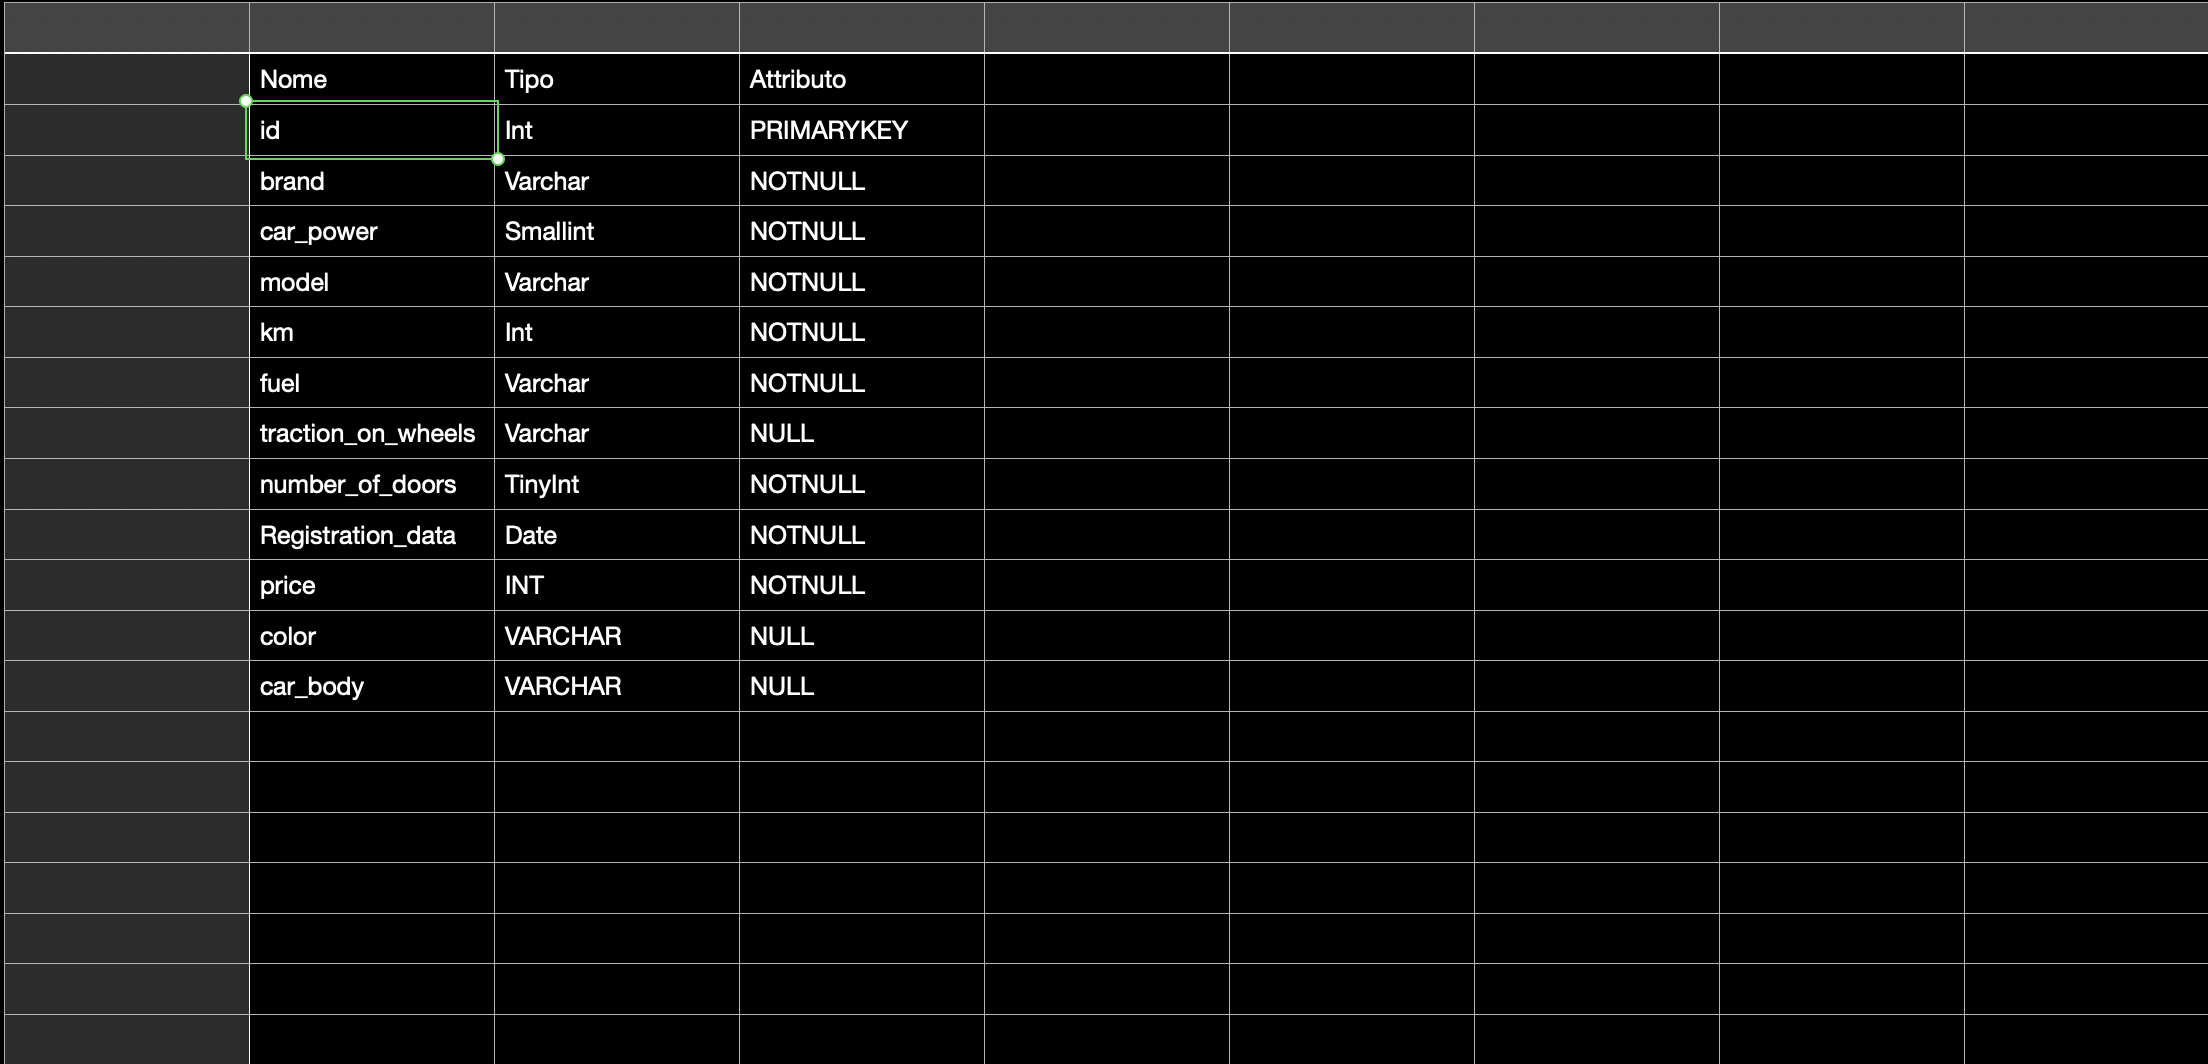 Nome Tipo Attributo
id Int PRIMARYKEY
brand Varchar NOTNULL
car_power Smallint NOTNULL
model Varchar NOTNULL
km Int NOTNULL
fuel Varchar NOTNULL
traction_on_wheels Varchar NULL
number_of_doors TinyInt NOTNULL
Registration_data Date NOTNULL
price INT NOTNULL
color VARCHAR NULL
car_body VARCHAR NULL